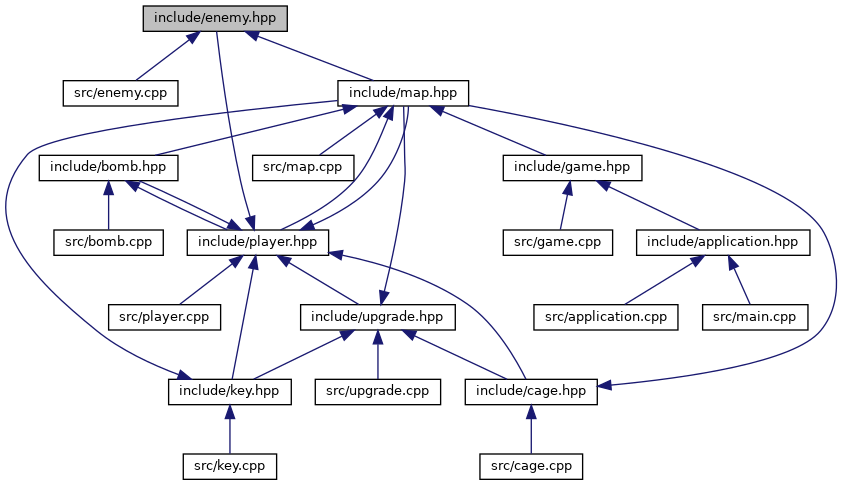 include/enemy.hpp
src/enemy.cpp
include/map.hpp
include/bomb.hpp
src/map.cpp
include/game.hpp
src/bomb.cpp
include/player.hpp
src/game.cpp
include/application.hpp
src/player.cpp
include/upgrade.hpp
src/application.cpp
src/main.cpp
include/key.hpp
src/upgrade.cpp
include/cage.hpp
src/key.cpp
src/cage.cpp